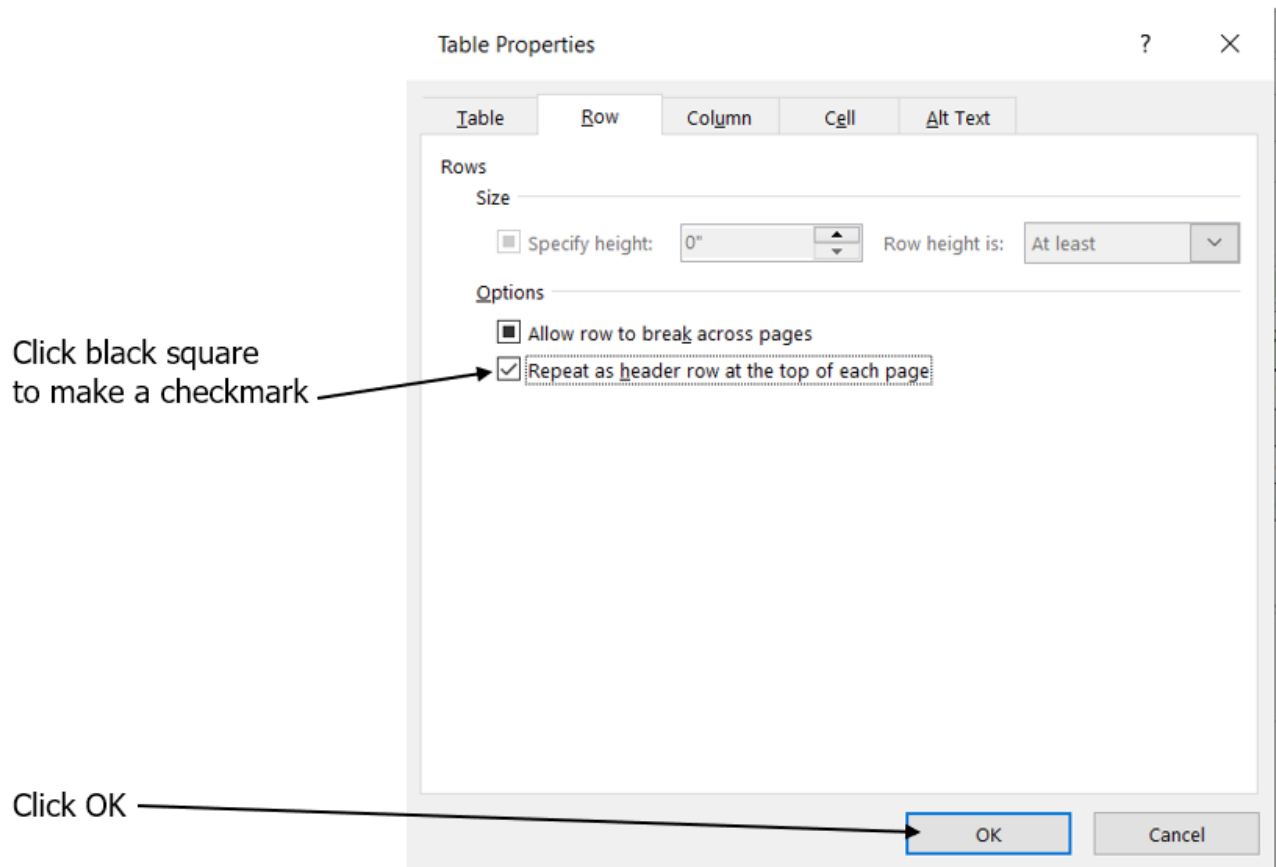 Table Properties ? ×
Table Row Column Cell Alt Text
Rows
Size
Specify height: 0" Row height is: At least
Options
Allow row to break across pages
Click black square
to make a checkmark
Repeat as header row at the top of each page
Click OK
OK Cancel